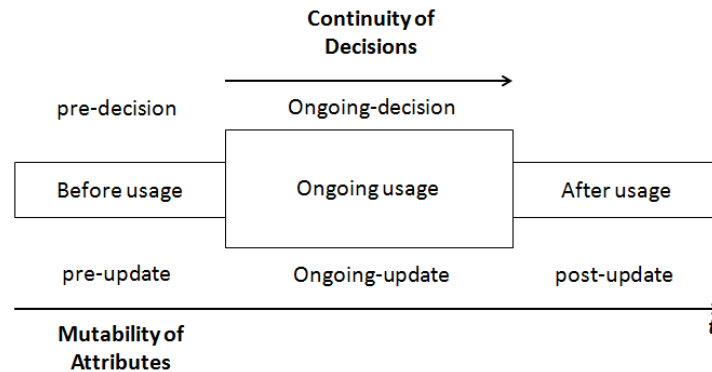 Continuity of
Decisions
pre-decision
Ongoing-decision
Before usage
Ongoing usage
After usage
pre-update
Ongoing-update
post-update
t
Mutability of
Attributes